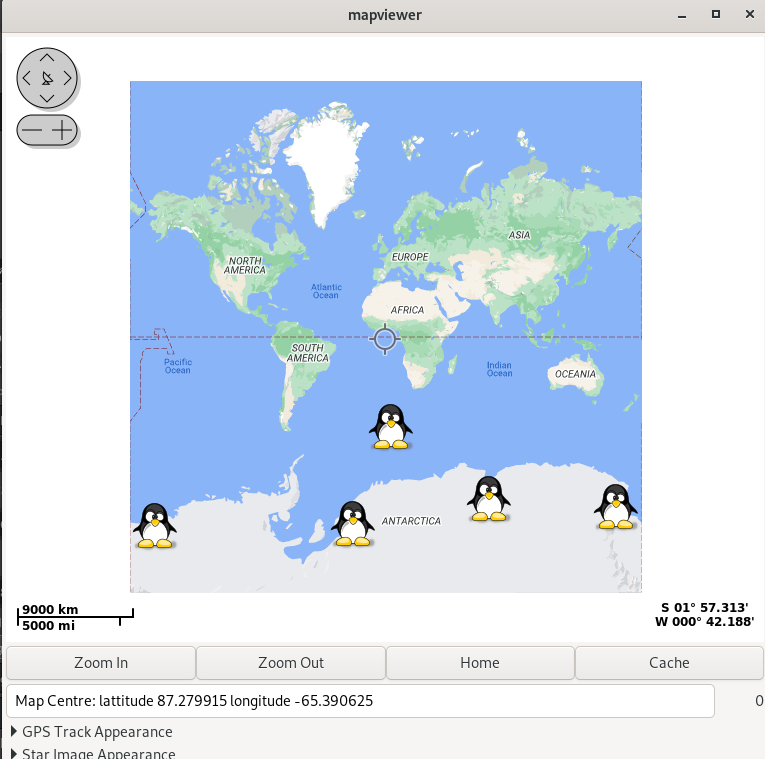 mapviewer
NORTH
AMERICA
EUROPE
ASIA
Atlantic
Ocean
AFRICA
SOUTH
AMERICA
Pacific
Ocean
Indian
Ocean
OCEANIA
ANTARCTICA
9000 km
5000 mi
S 01° 57.313'
W 000° 42.188'
Zoom In
Zoom Out
Home
Cache
Map Centre: lattitude 87.279915 longitude -65.390625
0
GPS Track Appearance
Star Image Appearance